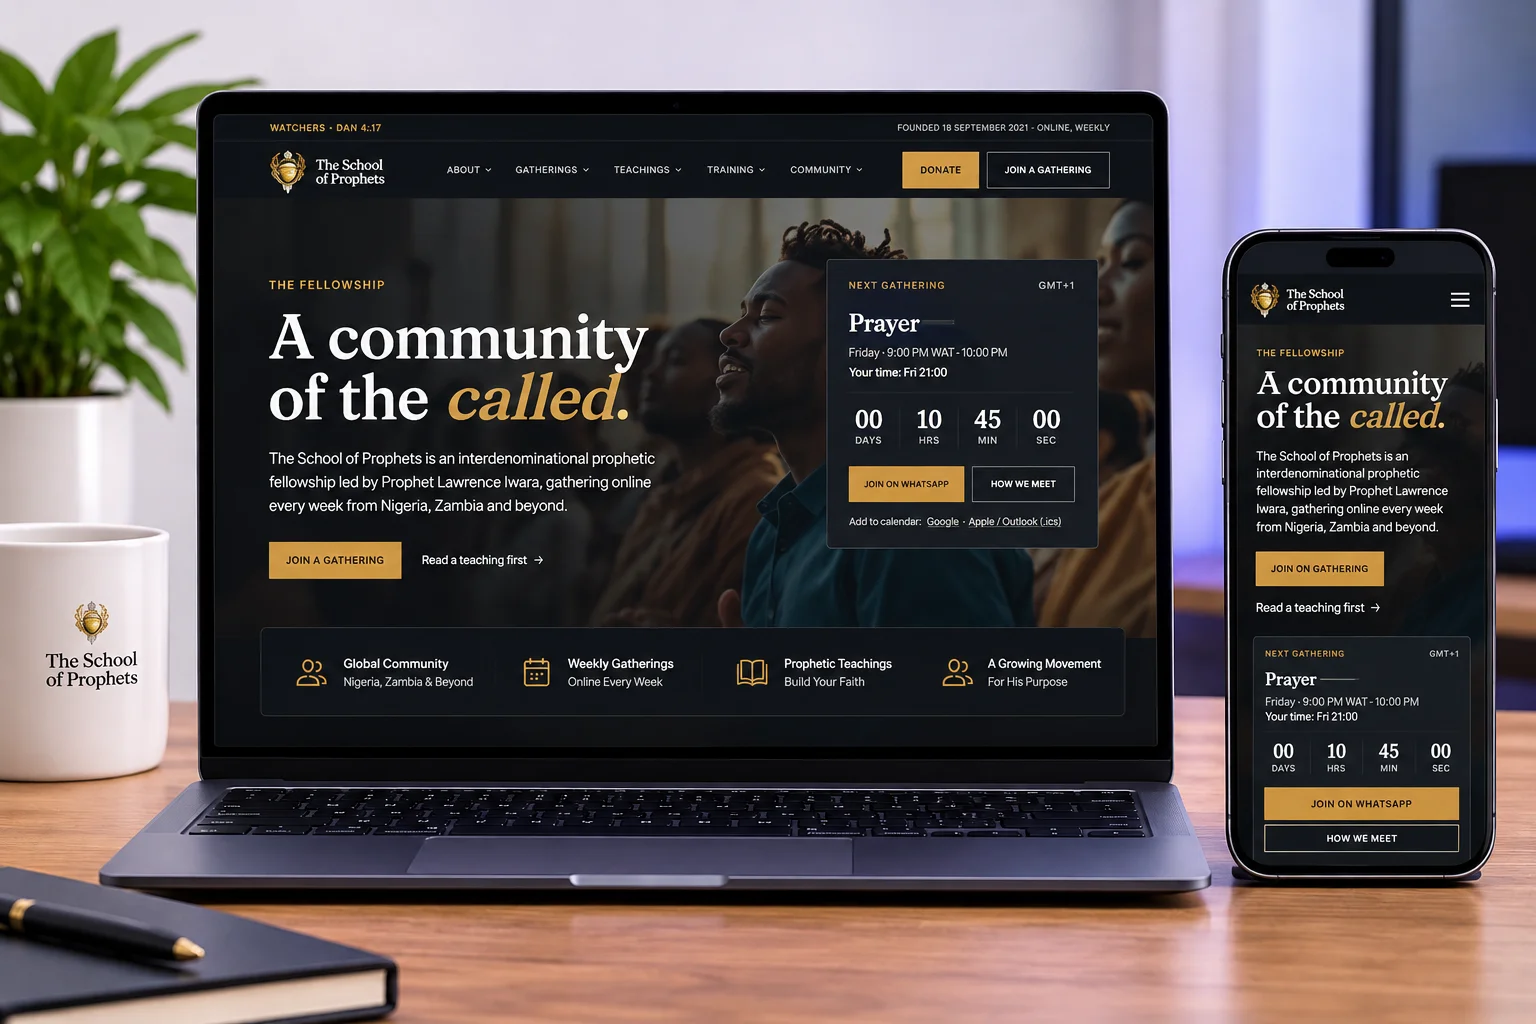 WATCHERS • DAN 4:.17
FOUNDED 18 SEPTEMBER 2021 - ONLINE, WEEKLY
The School
of Prophets
ABOUT
GATHERINGS
TEACHINGS
TRAINING
COMMUNITY
DONATE
JOIN A GATHERING
THE FELLOWSHIP
A community
of the called.
The School of Prophets is an interdenominational prophetic
fellowship led by Prophet Lawrence Iwara, gathering online
every week from Nigeria, Zambia and beyond.
JOIN A GATHERING
Read a teaching first →
NEXT GATHERING
GMT+1
Prayer
Friday · 9:00 PM WAT - 10:00 PM
Your time: Fri 21:00
00 10 45 00
DAYS HRS MIN SEC
JOIN ON WHATSAPP
HOW WE MEET
Add to calendar: Google · Apple / Outlook (.ics)
Global Community
Nigeria, Zambia & Beyond
Weekly Gatherings
Online Every Week
Prophetic Teachings
Build Your Faith
A Growing Movement
For His Purpose
The School
of Prophets
THE FELLOWSHIP
A community
of the called.
The School of Prophets is an
interdenominational prophetic
fellowship led by Prophet Lawrence
Iwara, gathering online every week
from Nigeria, Zambia and beyond.
JOIN ON GATHERING
Read a teaching first →
NEXT GATHERING
GMT+1
Prayer
Friday · 9:00 PM WAT - 10:00 PM
Your time: Fri 21:00
00 10 45 00
DAYS HRS MIN SEC
JOIN ON WHATSAPP
HOW WE MEET
The School
of Prophets